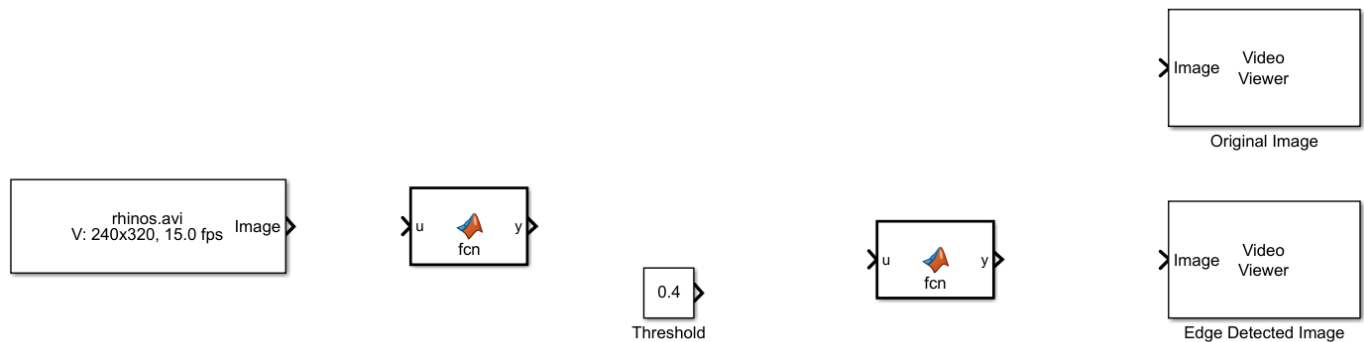 Image
Video
Viewer
Original Image
rhinos.avi
V: 240x320, 15.0 fps
Image
u
fcn
y
0.4
Threshold
u
fcn
y
Image
Video
Viewer
Edge Detected Image